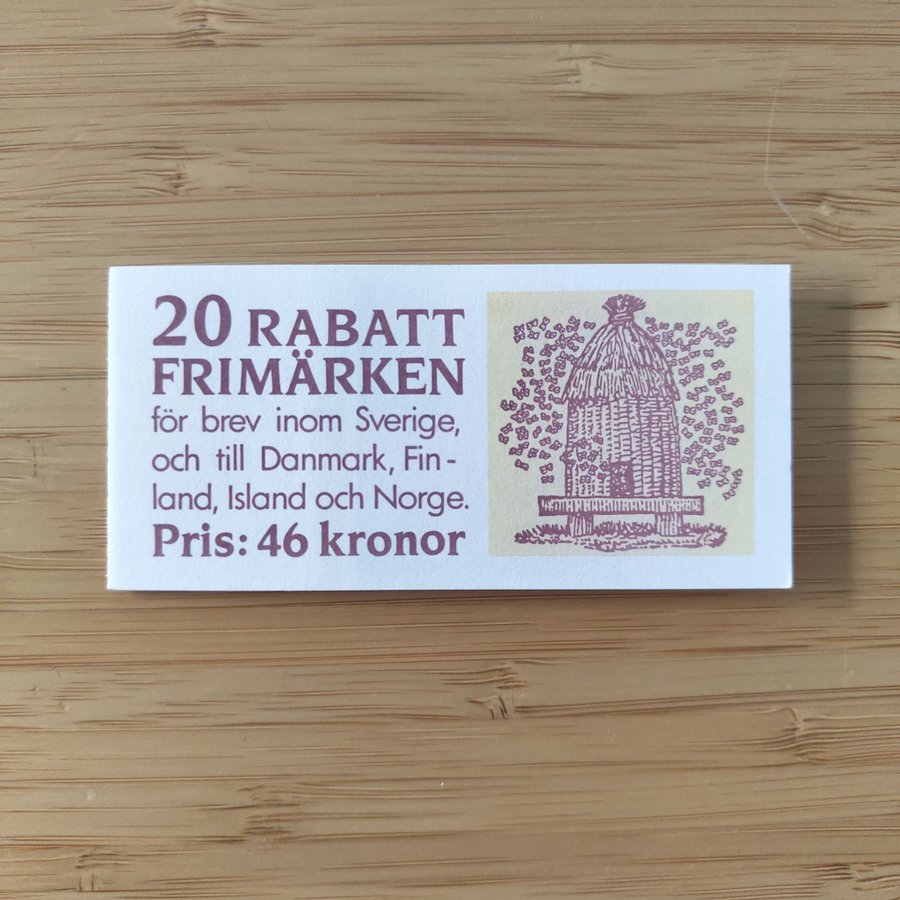 20 RABATT
FRIMÄRKEN
för brev inom Sverige,
och till Danmark, Fin-
land, Island och Norge.
Pris: 46 kronor